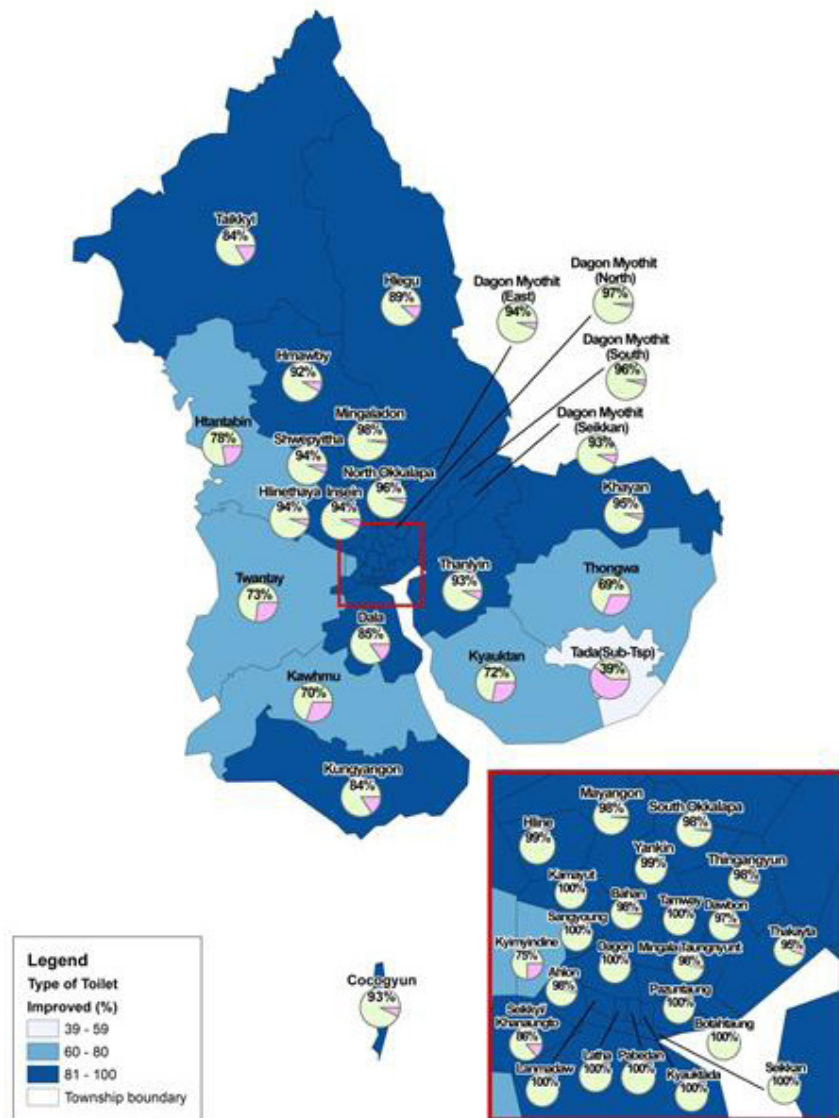 Taikkyi
84%
Hlegu
89%
Dagon Myothit
(East)
94%
Dagon Myothit
(North)
97%
Dagon Myothit
(South)
96%
Dagon Myothit
(Seikkan)
93%
Hmawby
92%
Mingaladon
98%
Htantabin
78%
Shwepyitha
94%
North Okkalapa
96%
Hlinethaya
94%
Insein
94%
Khayan
95%
Thanlyin
93%
Thongwa
69%
Twantay
73%
Dala
85%
Kyauktan
72%
Tada(Sub-Tsp)
39%
Kawhmu
70%
Kungyangon
84%
Cocogyun
93%
Mayangon
98%
South Okkalapa
98%
Hline
99%
Yankin
99%
Thingangyun
98%
Kamayut
100%
Bahan
98%
Tamway
100%
Dawbon
97%
Sangyoung
100%
Thakayta
95%
Kyimyindine
75%
Dagon
100%
Mingala Taungnyunt
98%
Ahlon
98%
Pazuntaung
100%
Seikkyi
Khanaungto
86%
Botahtaung
100%
Lanmadaw
100%
Latha
100%
Pabedan
100%
Kyauktada
100%
Seikkan
100%
Legend
Type of Toilet
Improved (%)
39 - 59
60 - 80
81 - 100
Township boundary